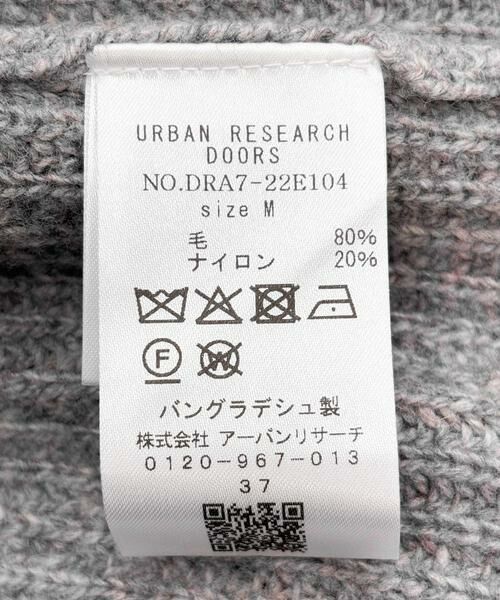 URBAN RESEARCH
DOORS
NO.DRA7-22E104
size M
毛 80%
ナイロン 20%
F W
バングラデシュ製
株式会社 アーバンリサーチ
0120-967-013
37